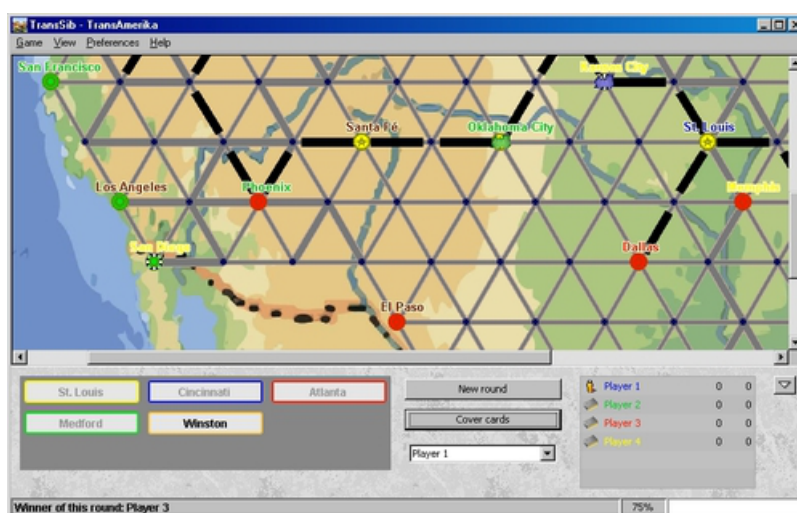 TransSib - TransAmerika
Game View Preferences Help
San Francisco
Kansas City
Santa Fé
Oklahoma City
St. Louis
Los Angeles
Phoenix
Memphis
San Diego
Dallas
El Paso
St. Louis Cincinnati Atlanta
Medford Winston
New round
Cover cards
Player 1
Player 1 0 0
Player 2 0 0
Player 3 0 0
Player 4 0 0
Winner of this round: Player 3 75%